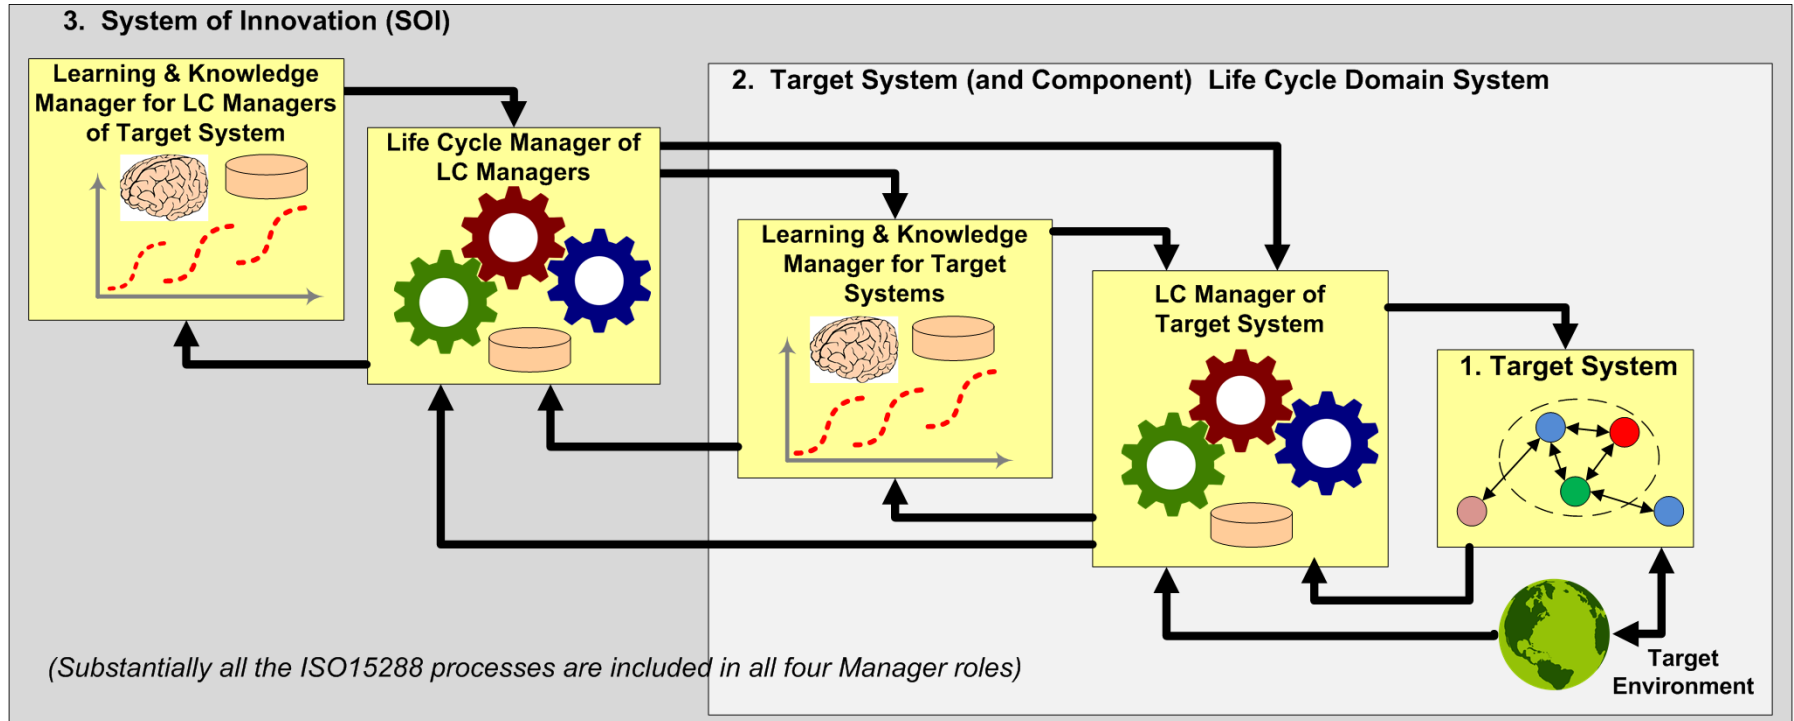 3. System of Innovation (SOI)
Learning & Knowledge
Manager for LC Managers
of Target System
2. Target System (and Component) Life Cycle Domain System
Life Cycle Manager of
LC Managers
Learning & Knowledge
Manager for Target
Systems
LC Manager of
Target System
1. Target System
Target
Environment
(Substantially all the ISO15288 processes are included in all four Manager roles)